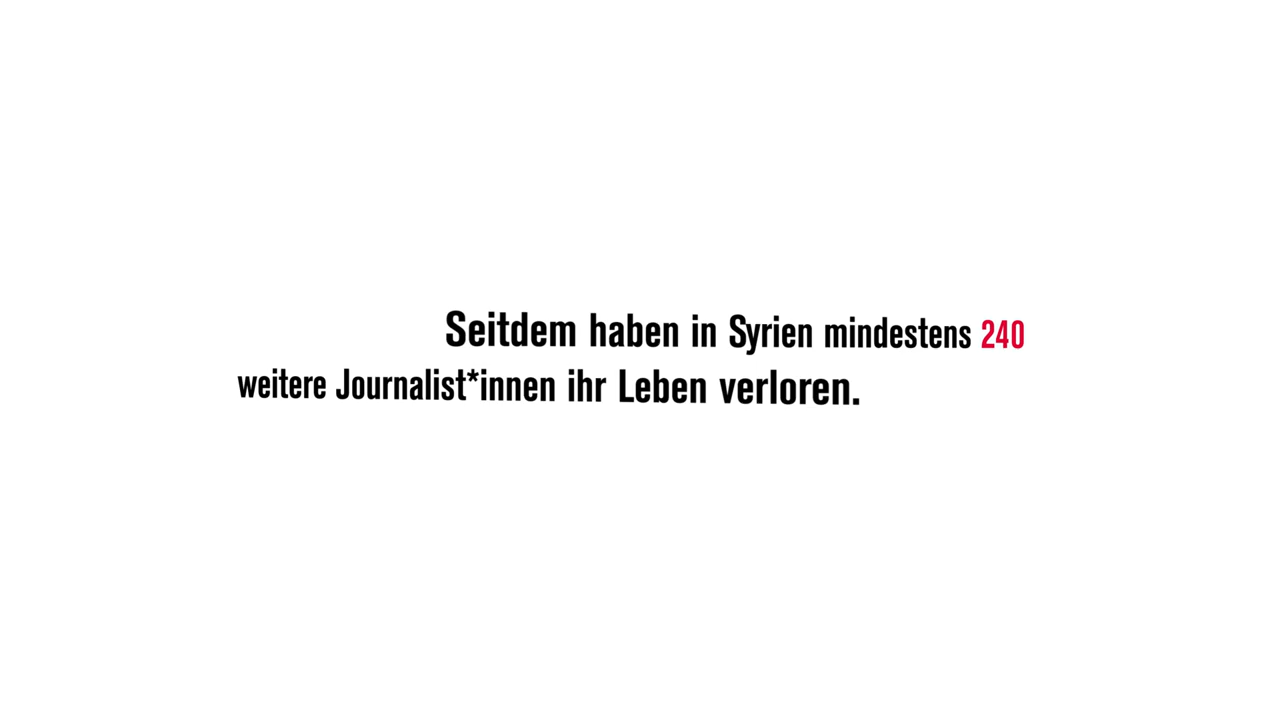 Seitdem haben in Syrien mindestens 240
weitere Journalist*innen ihr Leben verloren.